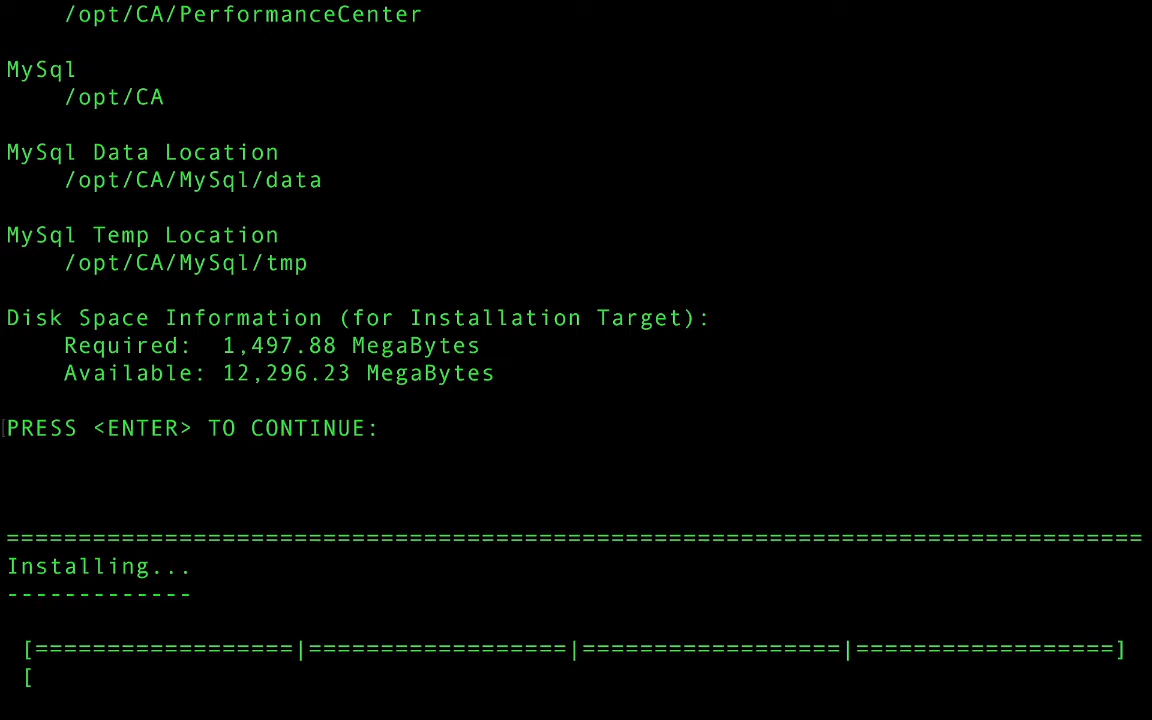 /opt/CA/PerformanceCenter
MySql
/opt/CA
MySql Data Location
/opt/CA/MySql/data
MySql Temp Location
/opt/CA/MySql/tmp
Disk Space Information (for Installation Target):
Required:  1,497.88 MegaBytes
Available: 12,296.23 MegaBytes
PRESS <ENTER> TO CONTINUE:
===============================================================================
Installing...
-------------
[==================|==================|==================|==================]
[